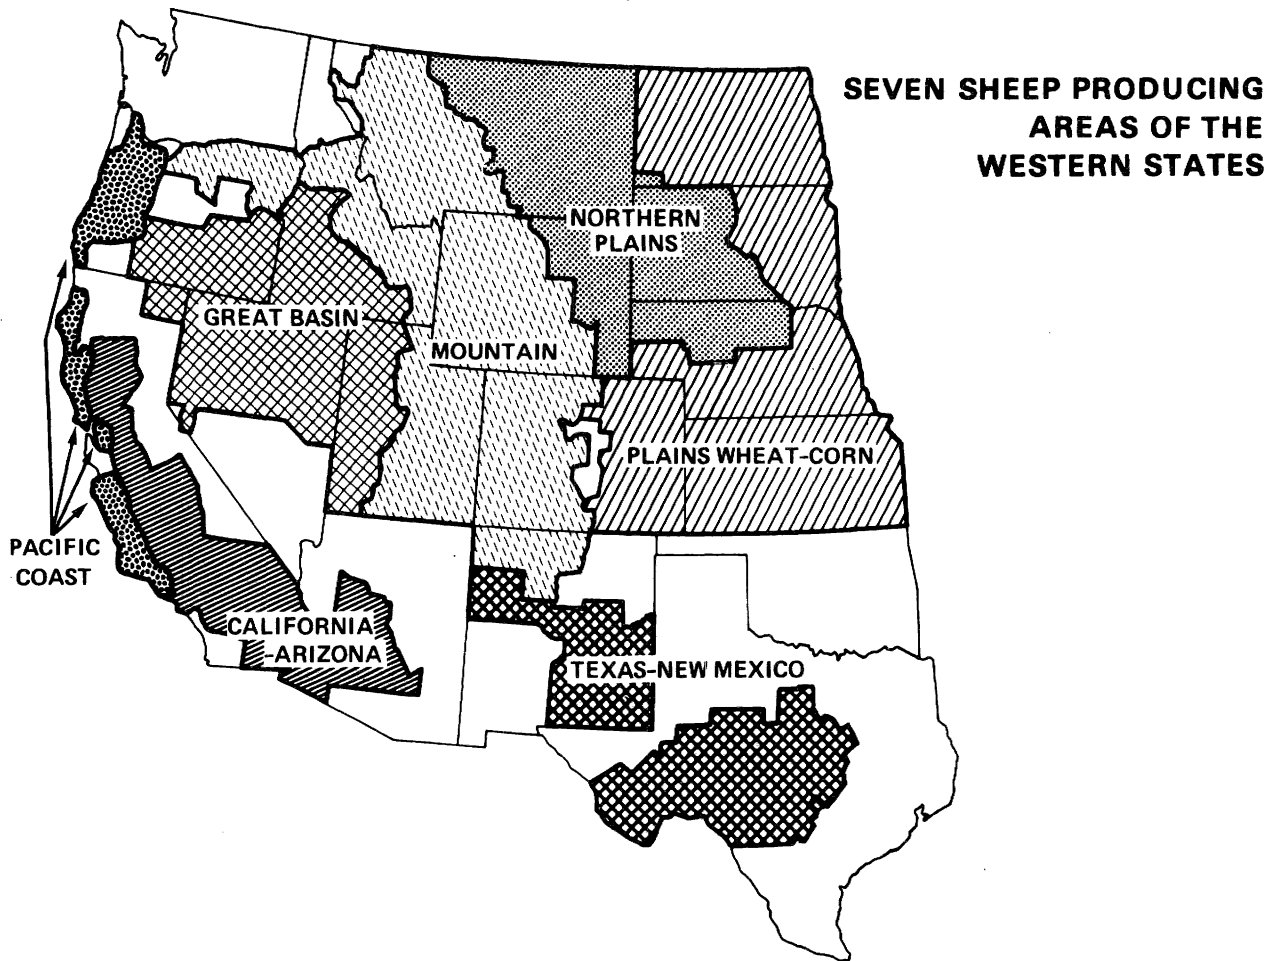 SEVEN SHEEP PRODUCING
AREAS OF THE
WESTERN STATES
NORTHERN
PLAINS
GREAT BASIN
MOUNTAIN
PLAINS WHEAT-CORN
PACIFIC
COAST
CALIFORNIA
-ARIZONA
TEXAS-NEW MEXICO